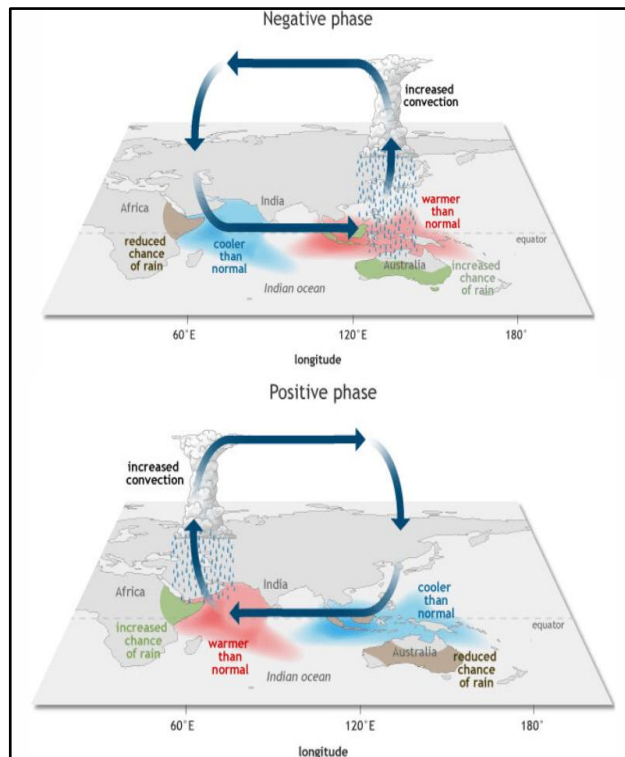 Negative phase
increased
convection
India
Africa
warmer
than
normal
reduced
chance
of rain
cooler
than
normal
equator
Australia
increased
chance
of rain
Indian ocean
60°E
120°E
180°
longitude
Positive phase
increased
convection
India
Africa
cooler
than
normal
increased
chance
of rain
warmer
than
normal
equator
Australia
reduced
chance
of rain
Indian ocean
60°E
120°E
180°
longitude